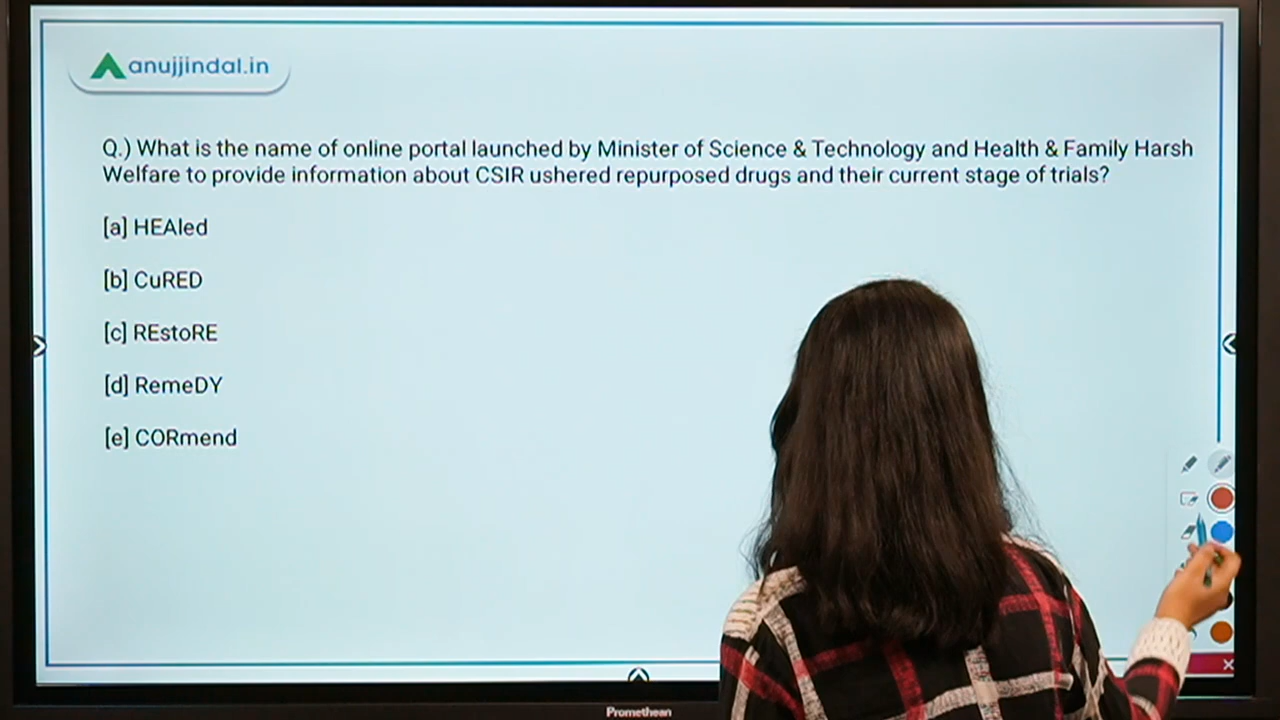 anujjindal.in
Q.) What is the name of online portal launched by Minister of Science & Technology and Health & Family Harsh
Welfare to provide information about CSIR ushered repurposed drugs and their current stage of trials?
[a] HEAled
[b] CuRED
[c] REstoRE
[d] RemeDY
[e] CORmend
Promethean